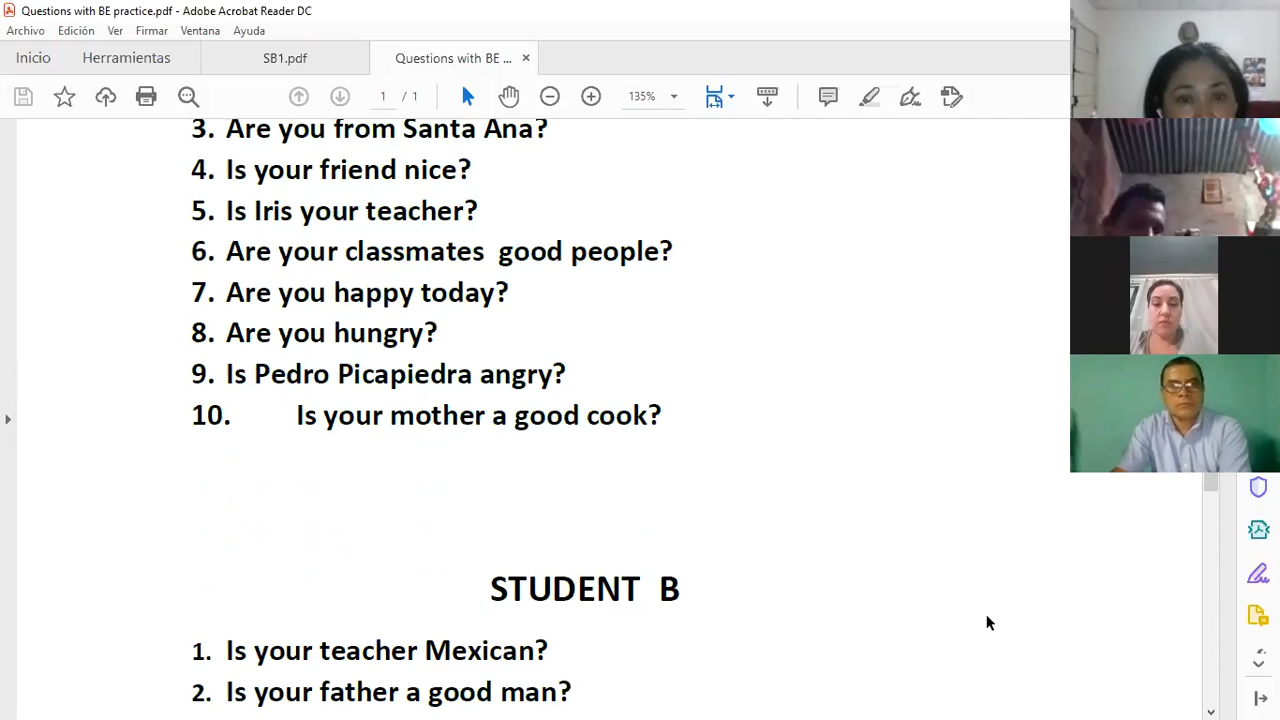 Questions with BE practice.pdf - Adobe Acrobat Reader DC
Archivo Edición Ver Firmar Ventana Ayuda
Inicio Herramientas SB1.pdf Questions with BE ... ×
1 / 1 135%
3. Are you from Santa Ana?
4. Is your friend nice?
5. Is Iris your teacher?
6. Are your classmates good people?
7. Are you happy today?
8. Are you hungry?
9. Is Pedro Picapiedra angry?
10. Is your mother a good cook?
STUDENT B
1. Is your teacher Mexican?
2. Is your father a good man?